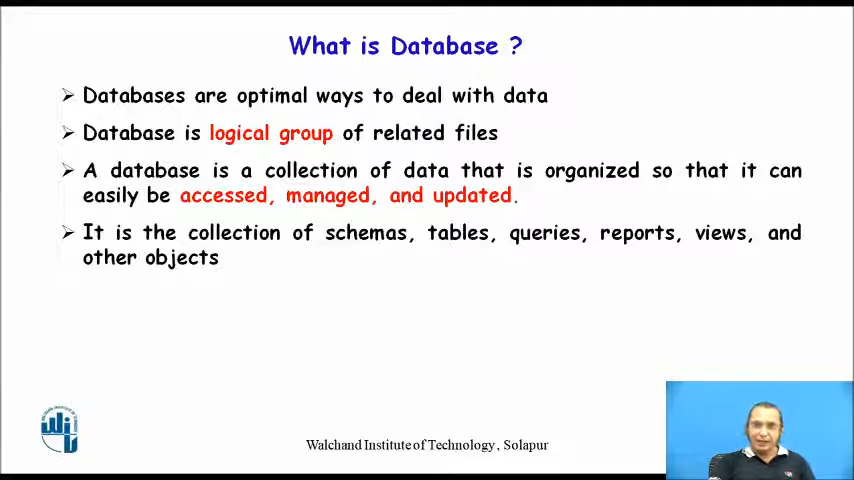 What is Database ?
Databases are optimal ways to deal with data
Database is logical group of related files
A database is a collection of data that is organized so that it can
easily be accessed, managed, and updated.
It is the collection of schemas, tables, queries, reports, views, and
other objects
Walchand Institute of Technology, Solapur